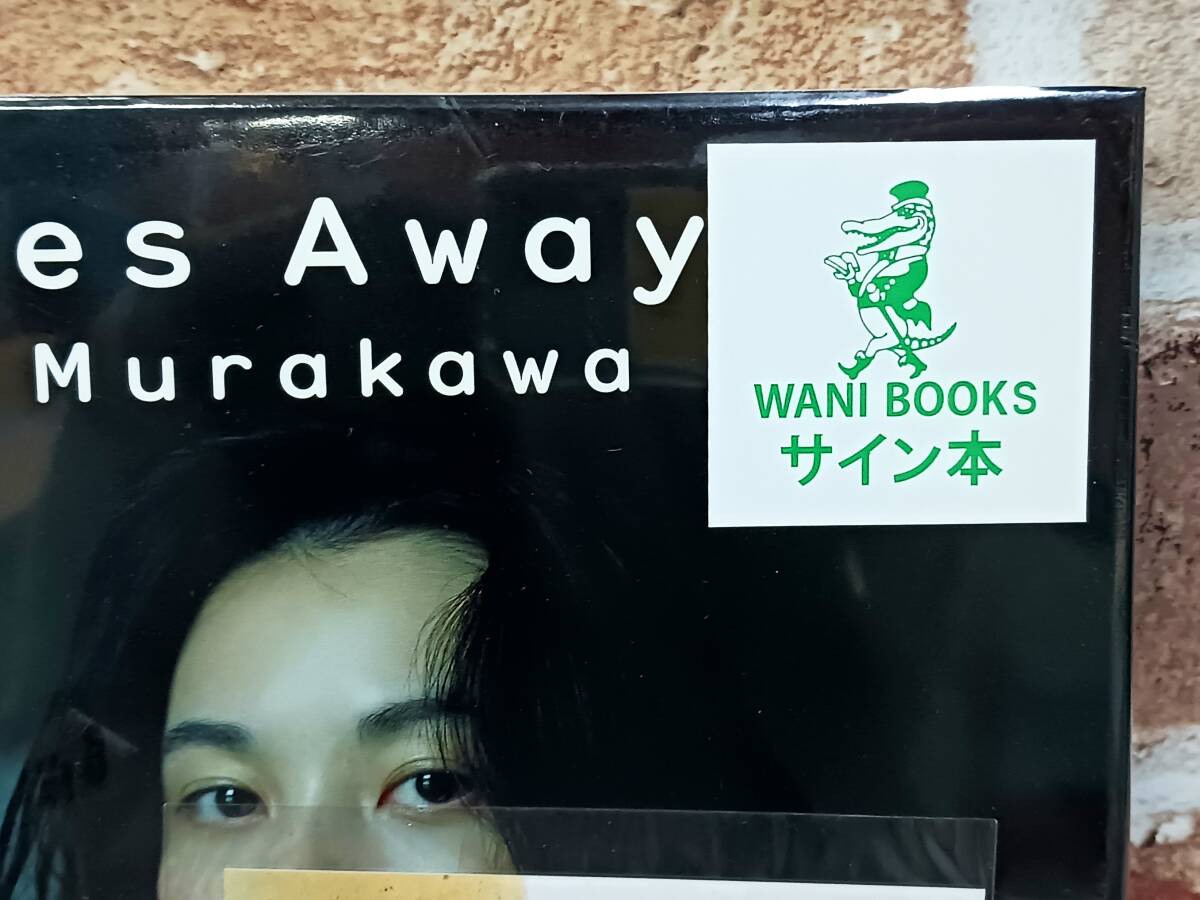 es Away
Murakawa
WANI BOOKS
サイン本